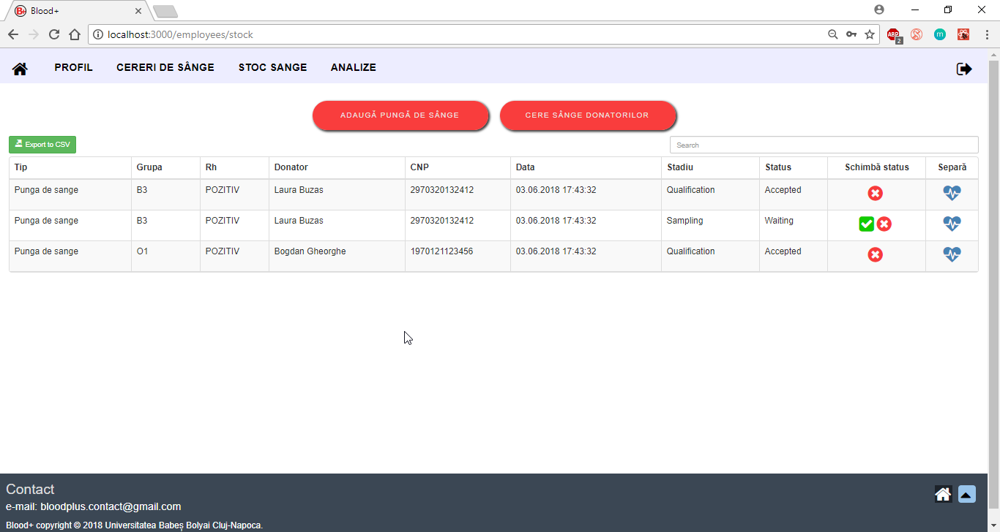 Blood+
localhost:3000/employees/stock
ABP 2 m
PROFIL CERERI DE SÂNGE STOC SANGE ANALIZE
ADAUGĂ PUNGĂ DE SÂNGE CERE SÂNGE DONATORILOR
Export to CSV Search
Tip Grupa Rh Donator CNP Data Stadiu Status Schimbă status Separă
Punga de sange B3 POZITIV Laura Buzas 2970320132412 03.06.2018 17:43:32 Qualification Accepted
Punga de sange B3 POZITIV Laura Buzas 2970320132412 03.06.2018 17:43:32 Sampling Waiting
Punga de sange O1 POZITIV Bogdan Gheorghe 1970121123456 03.06.2018 17:43:32 Qualification Accepted
Contact
e-mail: bloodplus.contact@gmail.com
Blood+ copyright © 2018 Universitatea Babeș Bolyai Cluj-Napoca.